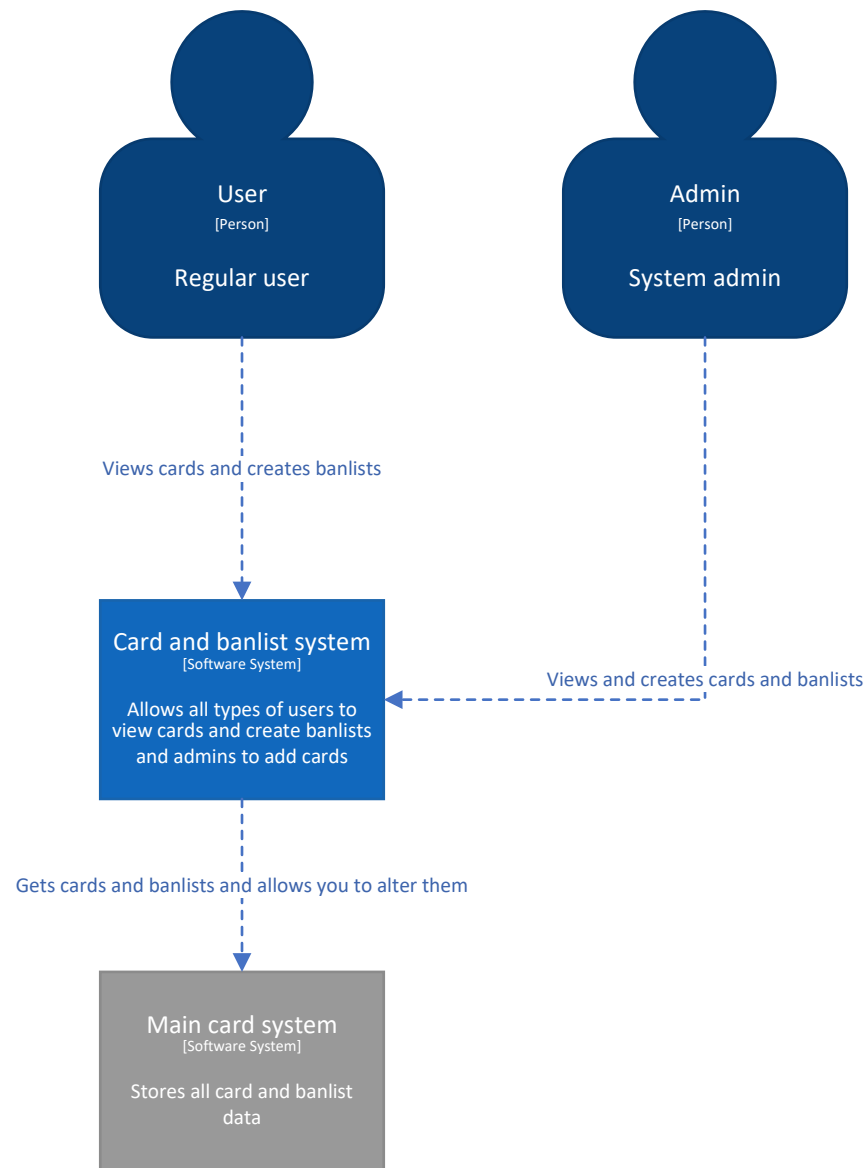 User
[Person]
Regular user
Admin
[Person]
System admin
Views cards and creates banlists
Card and banlist system
[Software System]
Allows all types of users to
view cards and create banlists
and admins to add cards
Views and creates cards and banlists
Gets cards and banlists and allows you to alter them
Main card system
[Software System]
Stores all card and banlist
data